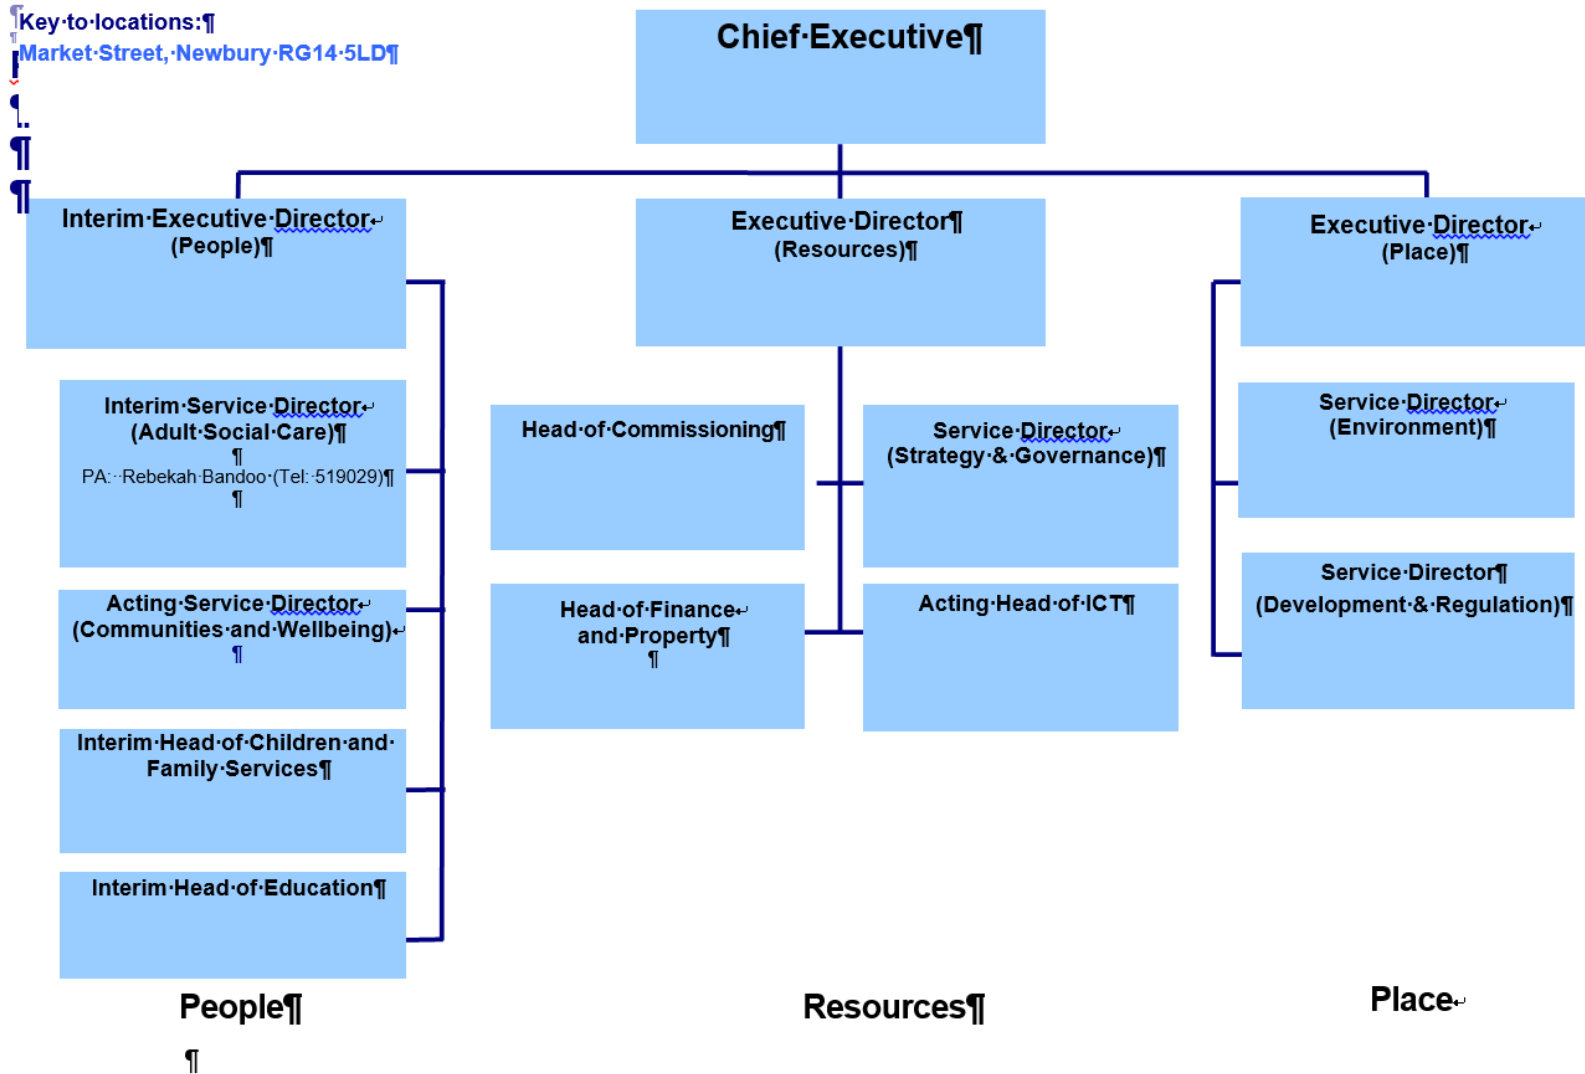 Key to locations:
Market Street, Newbury RG14 5LD
Chief Executive
Interim Executive Director
(People)
Executive Director
(Resources)
Executive Director
(Place)
Interim Service Director
(Adult Social Care)
PA:  Rebekah Bandoo (Tel: 519029)
Acting Service Director
(Communities and Wellbeing)
Interim Head of Children and
Family Services
Interim Head of Education
Head of Commissioning
Service Director
(Strategy & Governance)
Head of Finance
and Property
Acting Head of ICT
Service Director
(Environment)
Service Director
(Development & Regulation)
People
Resources
Place